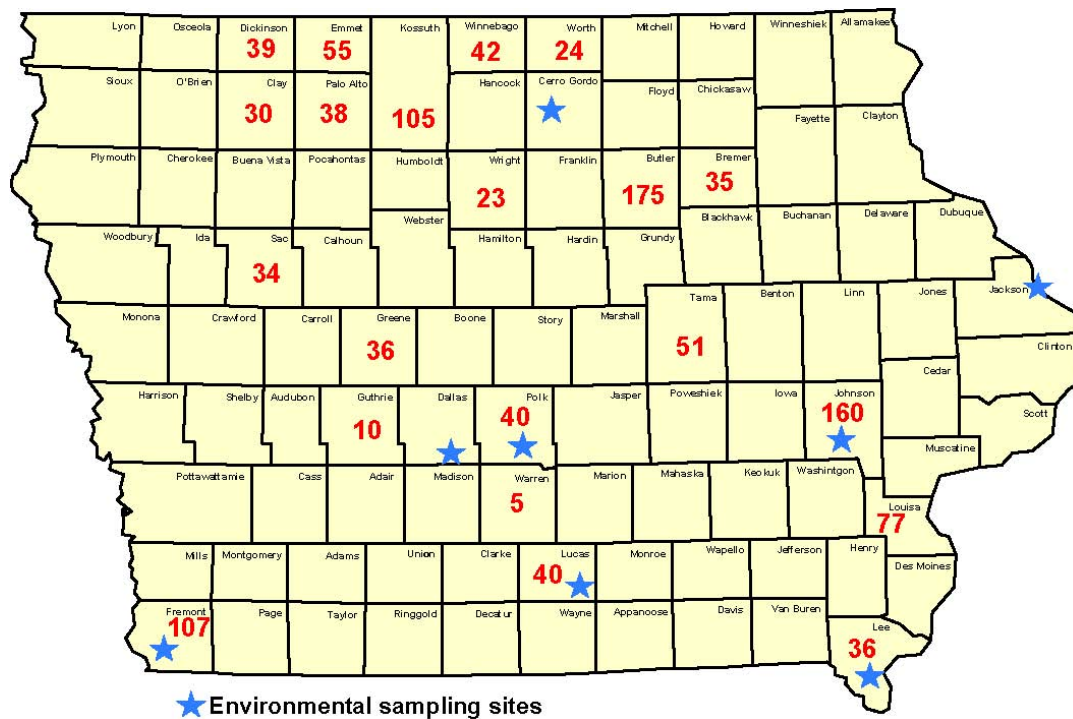 Lyon Osceola Dickinson Emmet Kossuth Winnebago Worth Mitchell Howard Winneshiek Allamakee
39 55 42 24
Sioux O'Brien Clay Palo Alto Hancock Cerro Gordo Floyd Chickasaw
30 38 105 Fayette Clayton
Plymouth Cherokee Buena Vista Pocahontas Humboldt Wright Franklin Butler Bremer
23 175 35
Webster Blackhawk Buchanan Delaware Dubuque
Woodbury Ida Sac Calhoun Hamilton Hardin Grundy
34
Tama Benton Linn Jones Jackson
Monona Crawford Carroll Greene Boone Story Marshall
36 51 Clinton
Cedar
Harrison Shelby Audubon Guthrie Dallas Polk Jasper Poweshiek Iowa Johnson
10 40 160 Scott
Muscatine
Pottawattamie Cass Adair Madison Warren Marion Mahaska Keokuk Washintgon
5 Louisa
77
Mills Montgomery Adams Union Clarke Lucas Monroe Wapello Jefferson Henry
40 Des Moines
Fremont Page Taylor Ringgold Decatur Wayne Appanoose Davis Van Buren
107 Lee
36
Environmental sampling sites